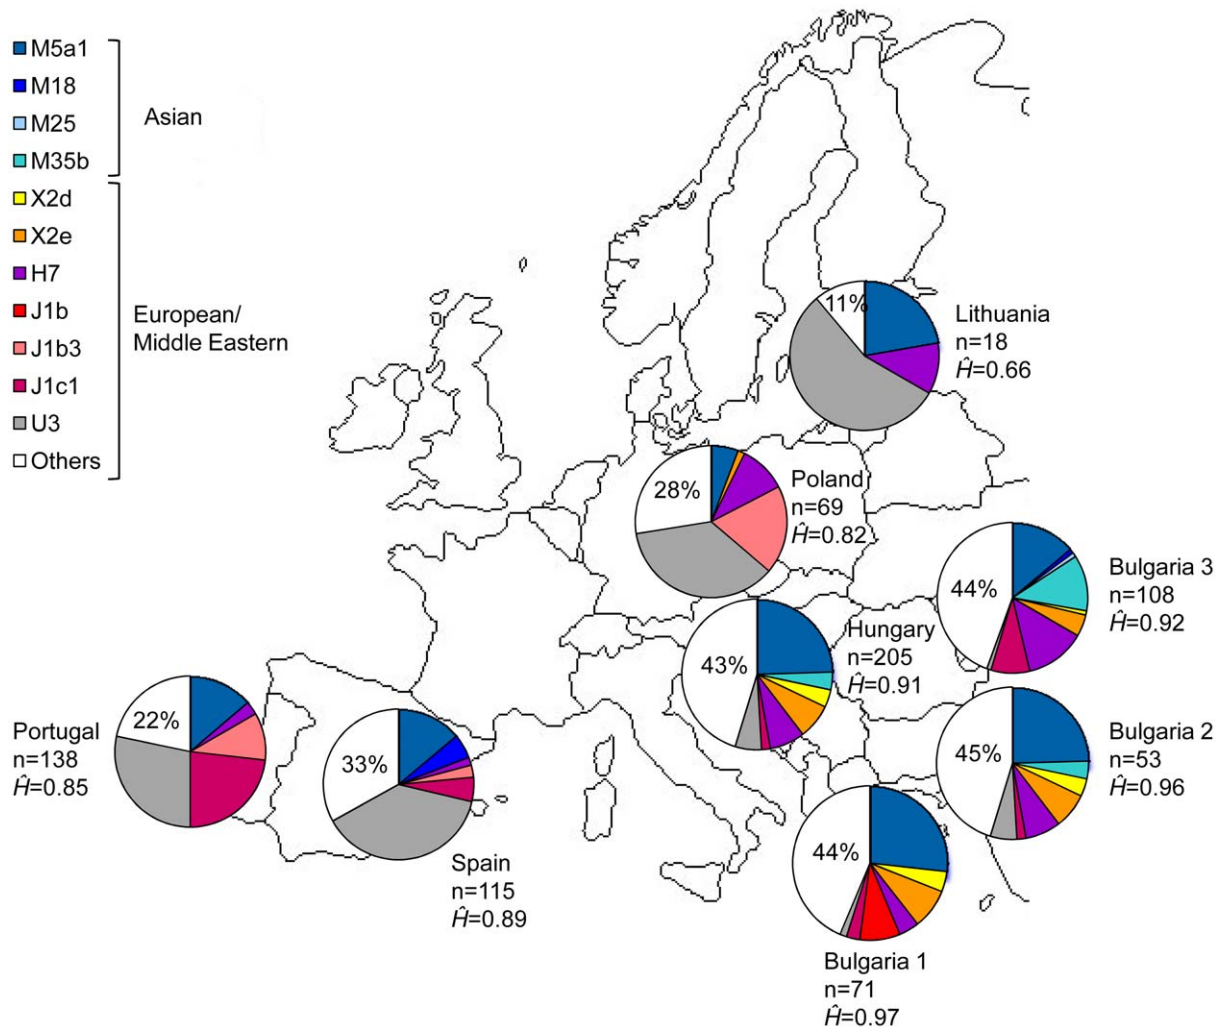 M5a1
M18
M25
M35b
Asian
X2d
X2e
H7
J1b
J1b3
J1c1
U3
Others
European/
Middle Eastern
11%
Lithuania
n=18
Ĥ=0.66
28%
Poland
n=69
Ĥ=0.82
44%
Bulgaria 3
n=108
Ĥ=0.92
43%
Hungary
n=205
Ĥ=0.91
22%
Portugal
n=138
Ĥ=0.85
33%
Spain
n=115
Ĥ=0.89
45%
Bulgaria 2
n=53
Ĥ=0.96
44%
Bulgaria 1
n=71
Ĥ=0.97